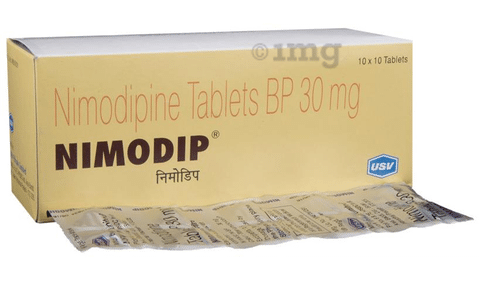 ©1mg
10 x 10 Tablets
Nimodipine Tablets BP 30 mg
NIMODIP®
निमोडिप
USV